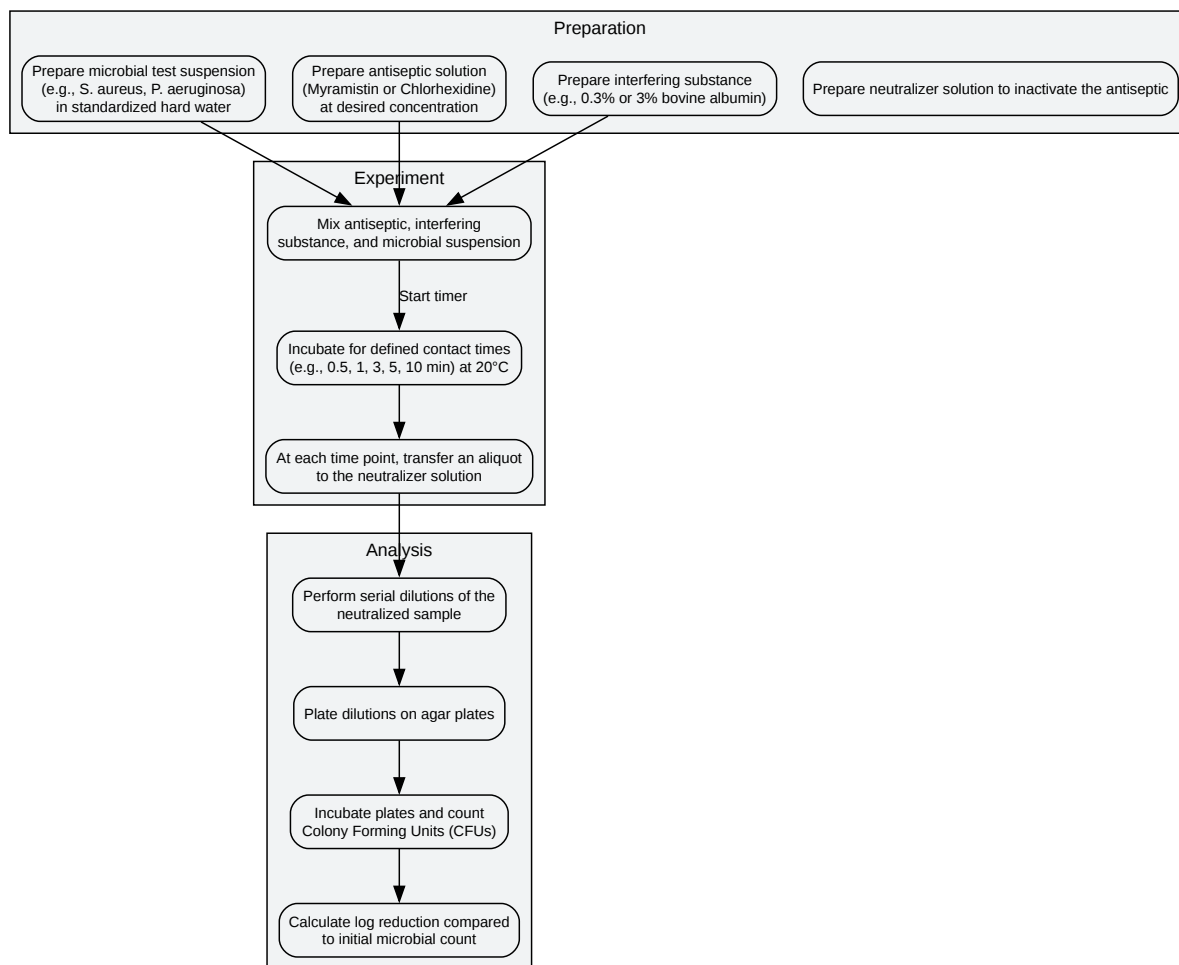 Preparation
Prepare microbial test suspension
(e.g., S. aureus, P. aeruginosa)
in standardized hard water
Prepare antiseptic solution
(Myramistin or Chlorhexidine)
at desired concentration
Prepare interfering substance
(e.g., 0.3% or 3% bovine albumin)
Prepare neutralizer solution to inactivate the antiseptic
Experiment
Mix antiseptic, interfering
substance, and microbial suspension
Start timer
Incubate for defined contact times
(e.g., 0.5, 1, 3, 5, 10 min) at 20°C
At each time point, transfer an aliquot
to the neutralizer solution
Analysis
Perform serial dilutions of the
neutralized sample
Plate dilutions on agar plates
Incubate plates and count
Colony Forming Units (CFUs)
Calculate log reduction compared
to initial microbial count